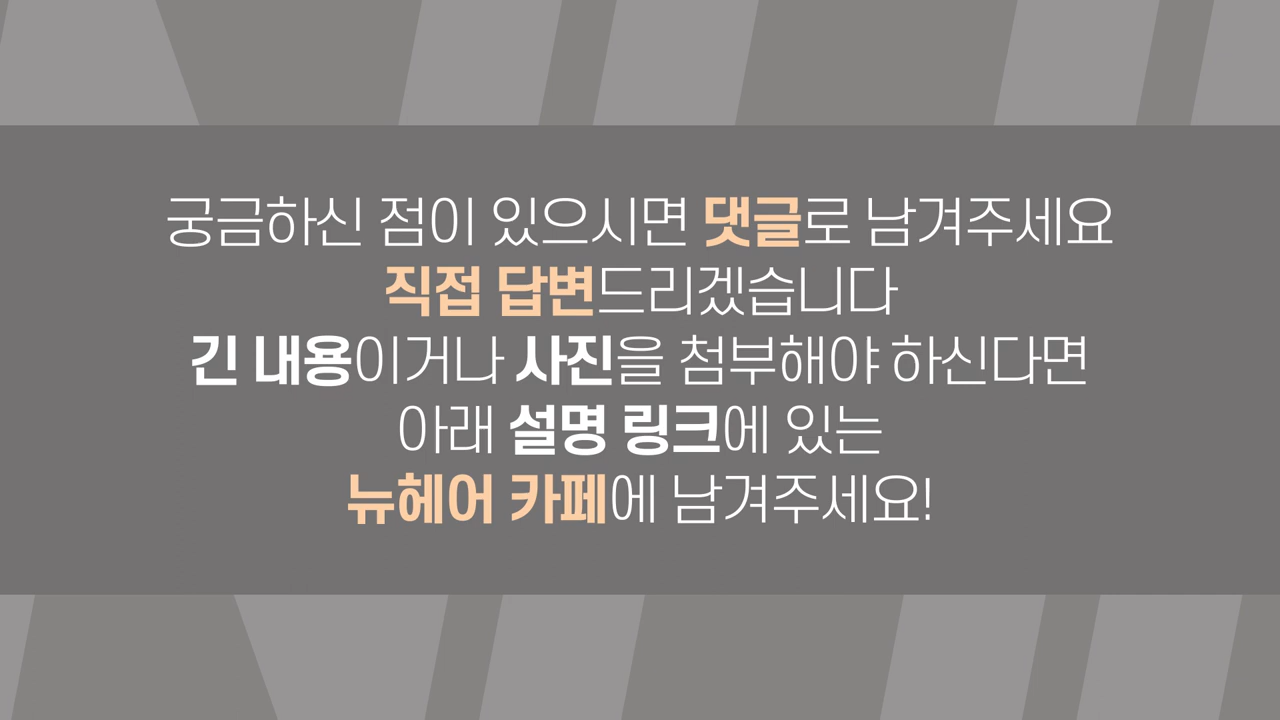 궁금하신 점이 있으시면 댓글로 남겨주세요
직접 답변드리겠습니다
긴 내용이거나 사진을 첨부해야 하신다면
아래 설명 링크에 있는
뉴헤어 카페에 남겨주세요!